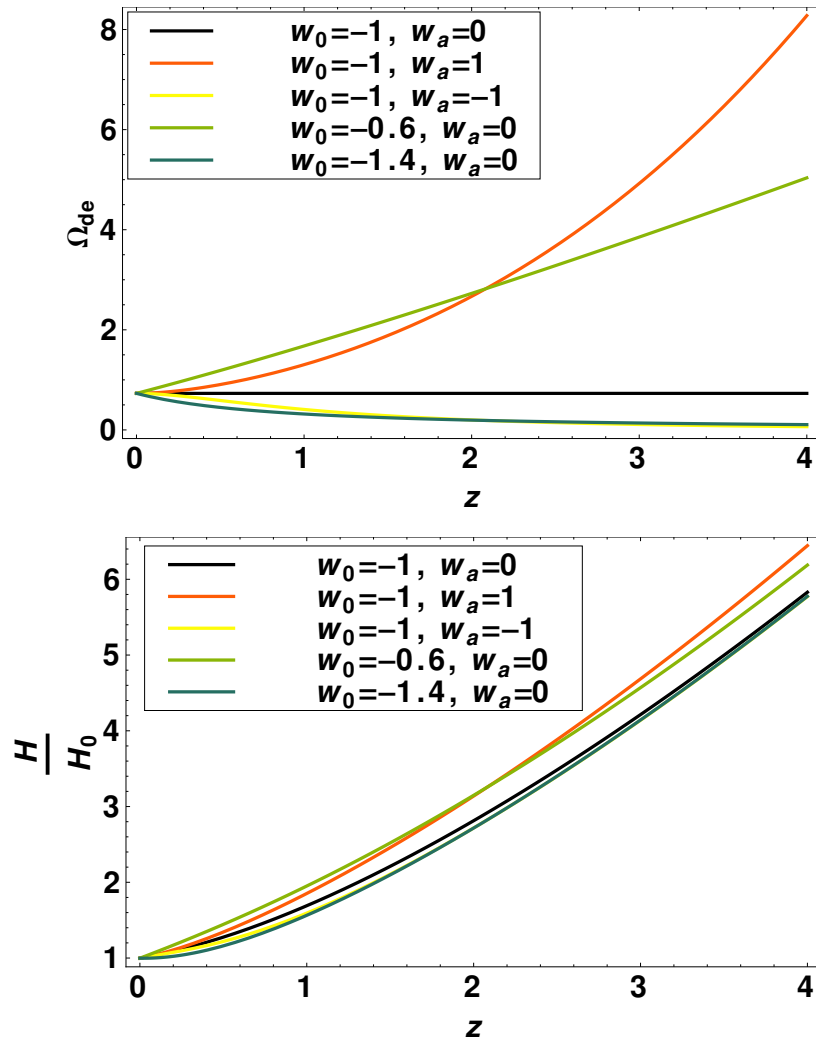 w₀=−1, wₐ=0
w₀=−1, wₐ=1
w₀=−1, wₐ=−1
w₀=−0.6, wₐ=0
w₀=−1.4, wₐ=0
8
6
4
2
0
Ω_de
0 1 2 3 4
z
w₀=−1, wₐ=0
w₀=−1, wₐ=1
w₀=−1, wₐ=−1
w₀=−0.6, wₐ=0
w₀=−1.4, wₐ=0
6
5
4
3
2
1
H
H₀
0 1 2 3 4
z